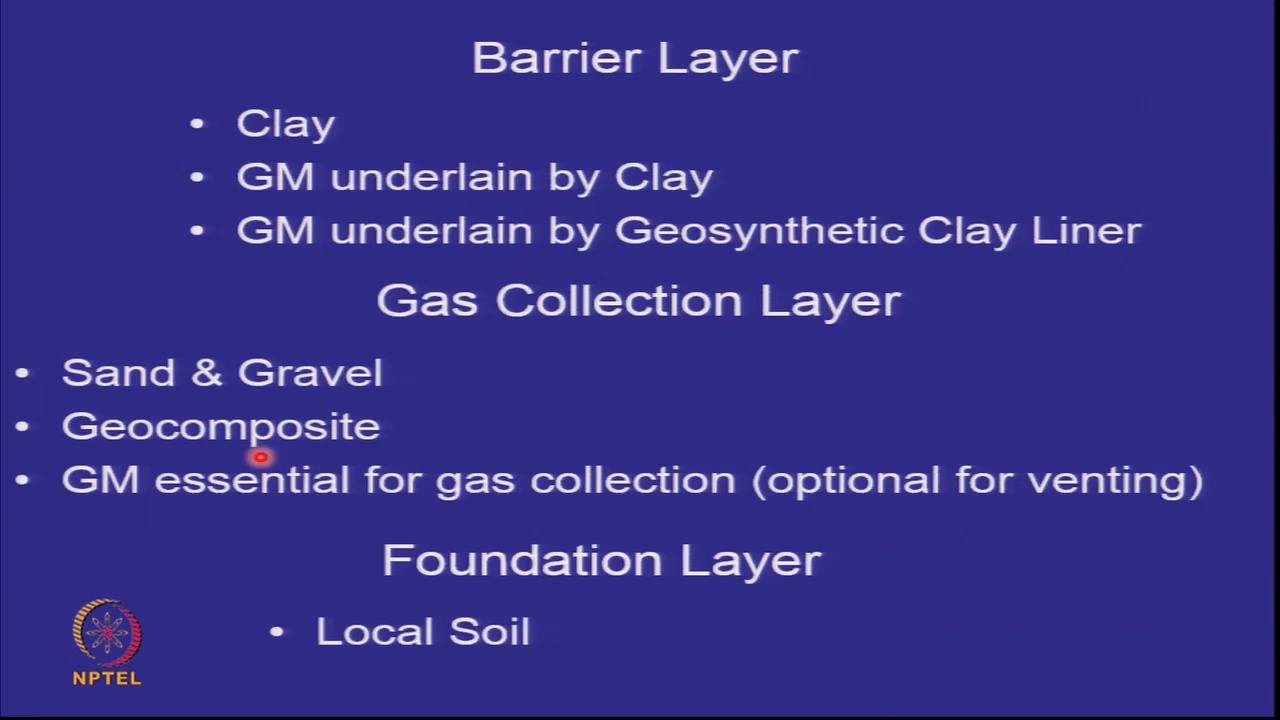 Barrier Layer
• Clay
• GM underlain by Clay
• GM underlain by Geosynthetic Clay Liner
Gas Collection Layer
• Sand & Gravel
• Geocomposite
• GM essential for gas collection (optional for venting)
Foundation Layer
• Local Soil
NPTEL